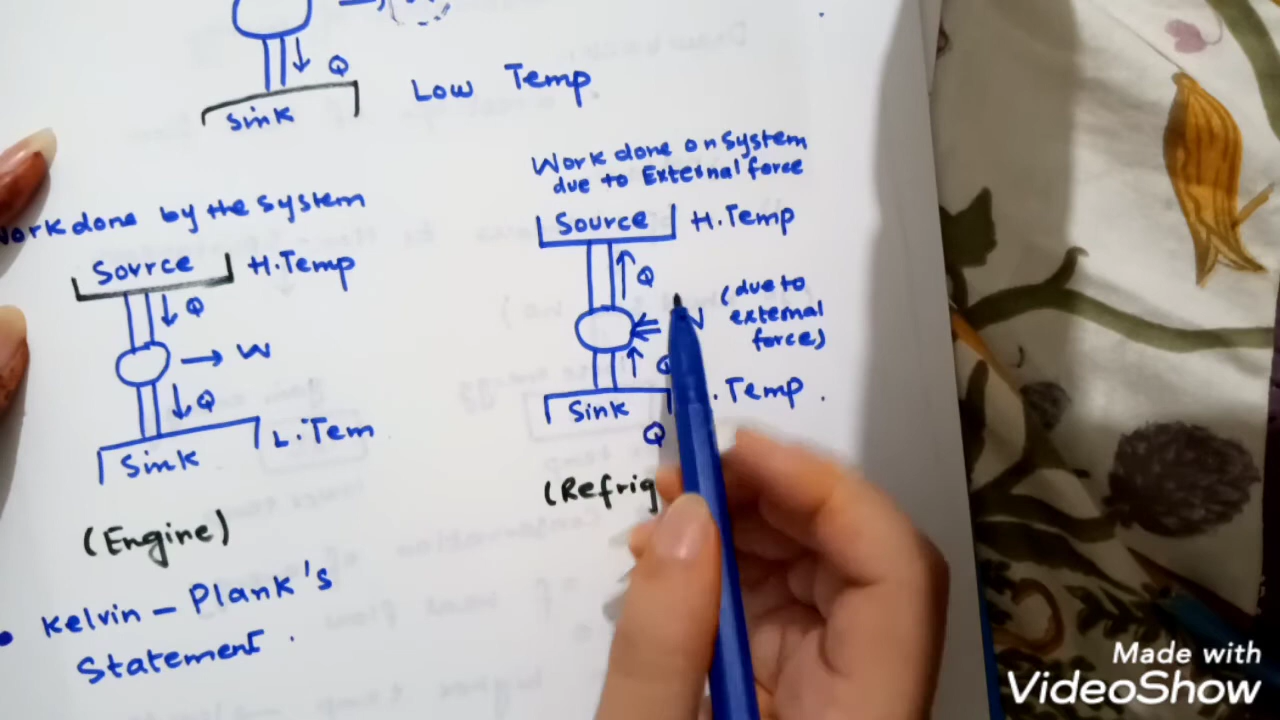 Q
Sink
Low Temp
Work done by the System
Source
H.Temp
Q
W
Q
L.Tem
Sink
(Engine)
Work done on System
due to External force
Source
H.Temp
Q
(due to
external
force)
.Temp.
Sink
Q
(Refrig
• Kelvin - Plank's
Statement.
Made with
VideoShow